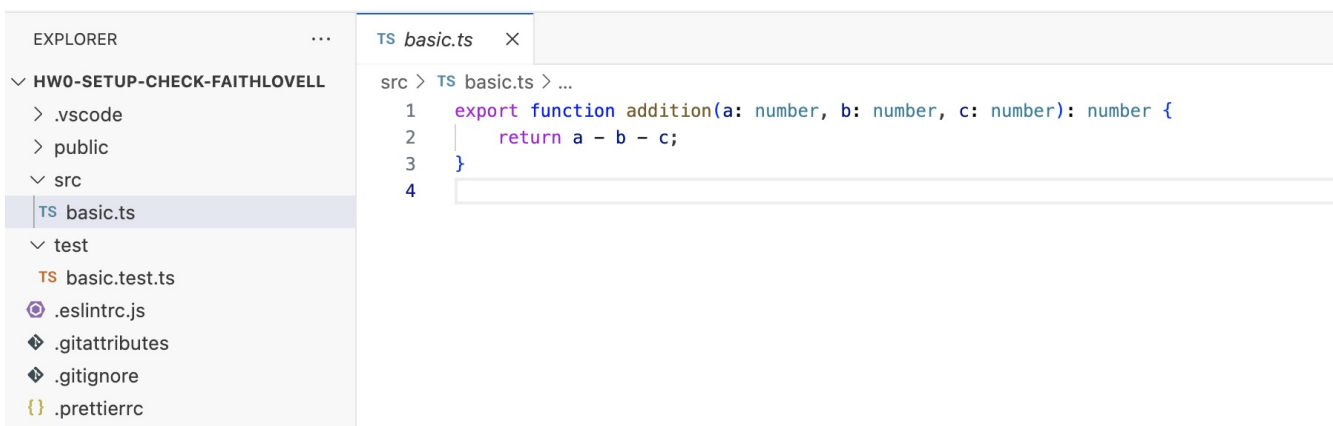 EXPLORER
...
HW0-SETUP-CHECK-FAITHLOVELL
.vscode
public
src
TS basic.ts
test
TS basic.test.ts
.eslintrc.js
.gitattributes
.gitignore
{} .prettierrc
TS basic.ts
src > TS basic.ts > ...
1 export function addition(a: number, b: number, c: number): number {
2     return a - b - c;
3 }
4